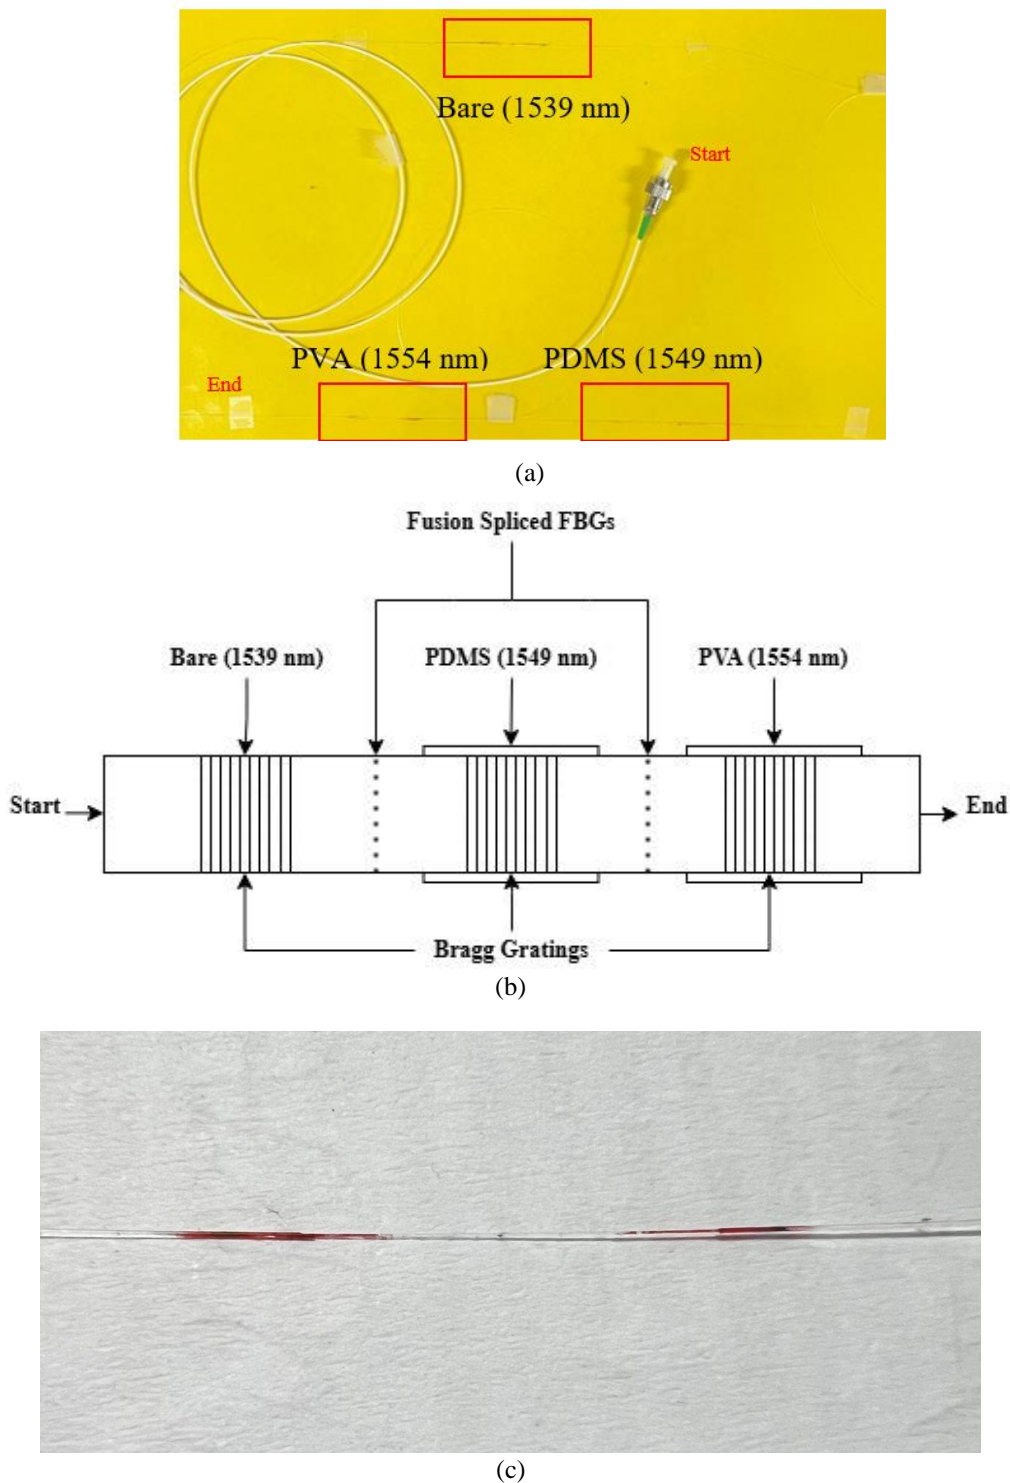 Bare (1539 nm)
Start
PVA (1554 nm)
PDMS (1549 nm)
End
(a)
Fusion Spliced FBGs
Bare (1539 nm)
PDMS (1549 nm)
PVA (1554 nm)
Start
End
Bragg Gratings
(b)
(c)